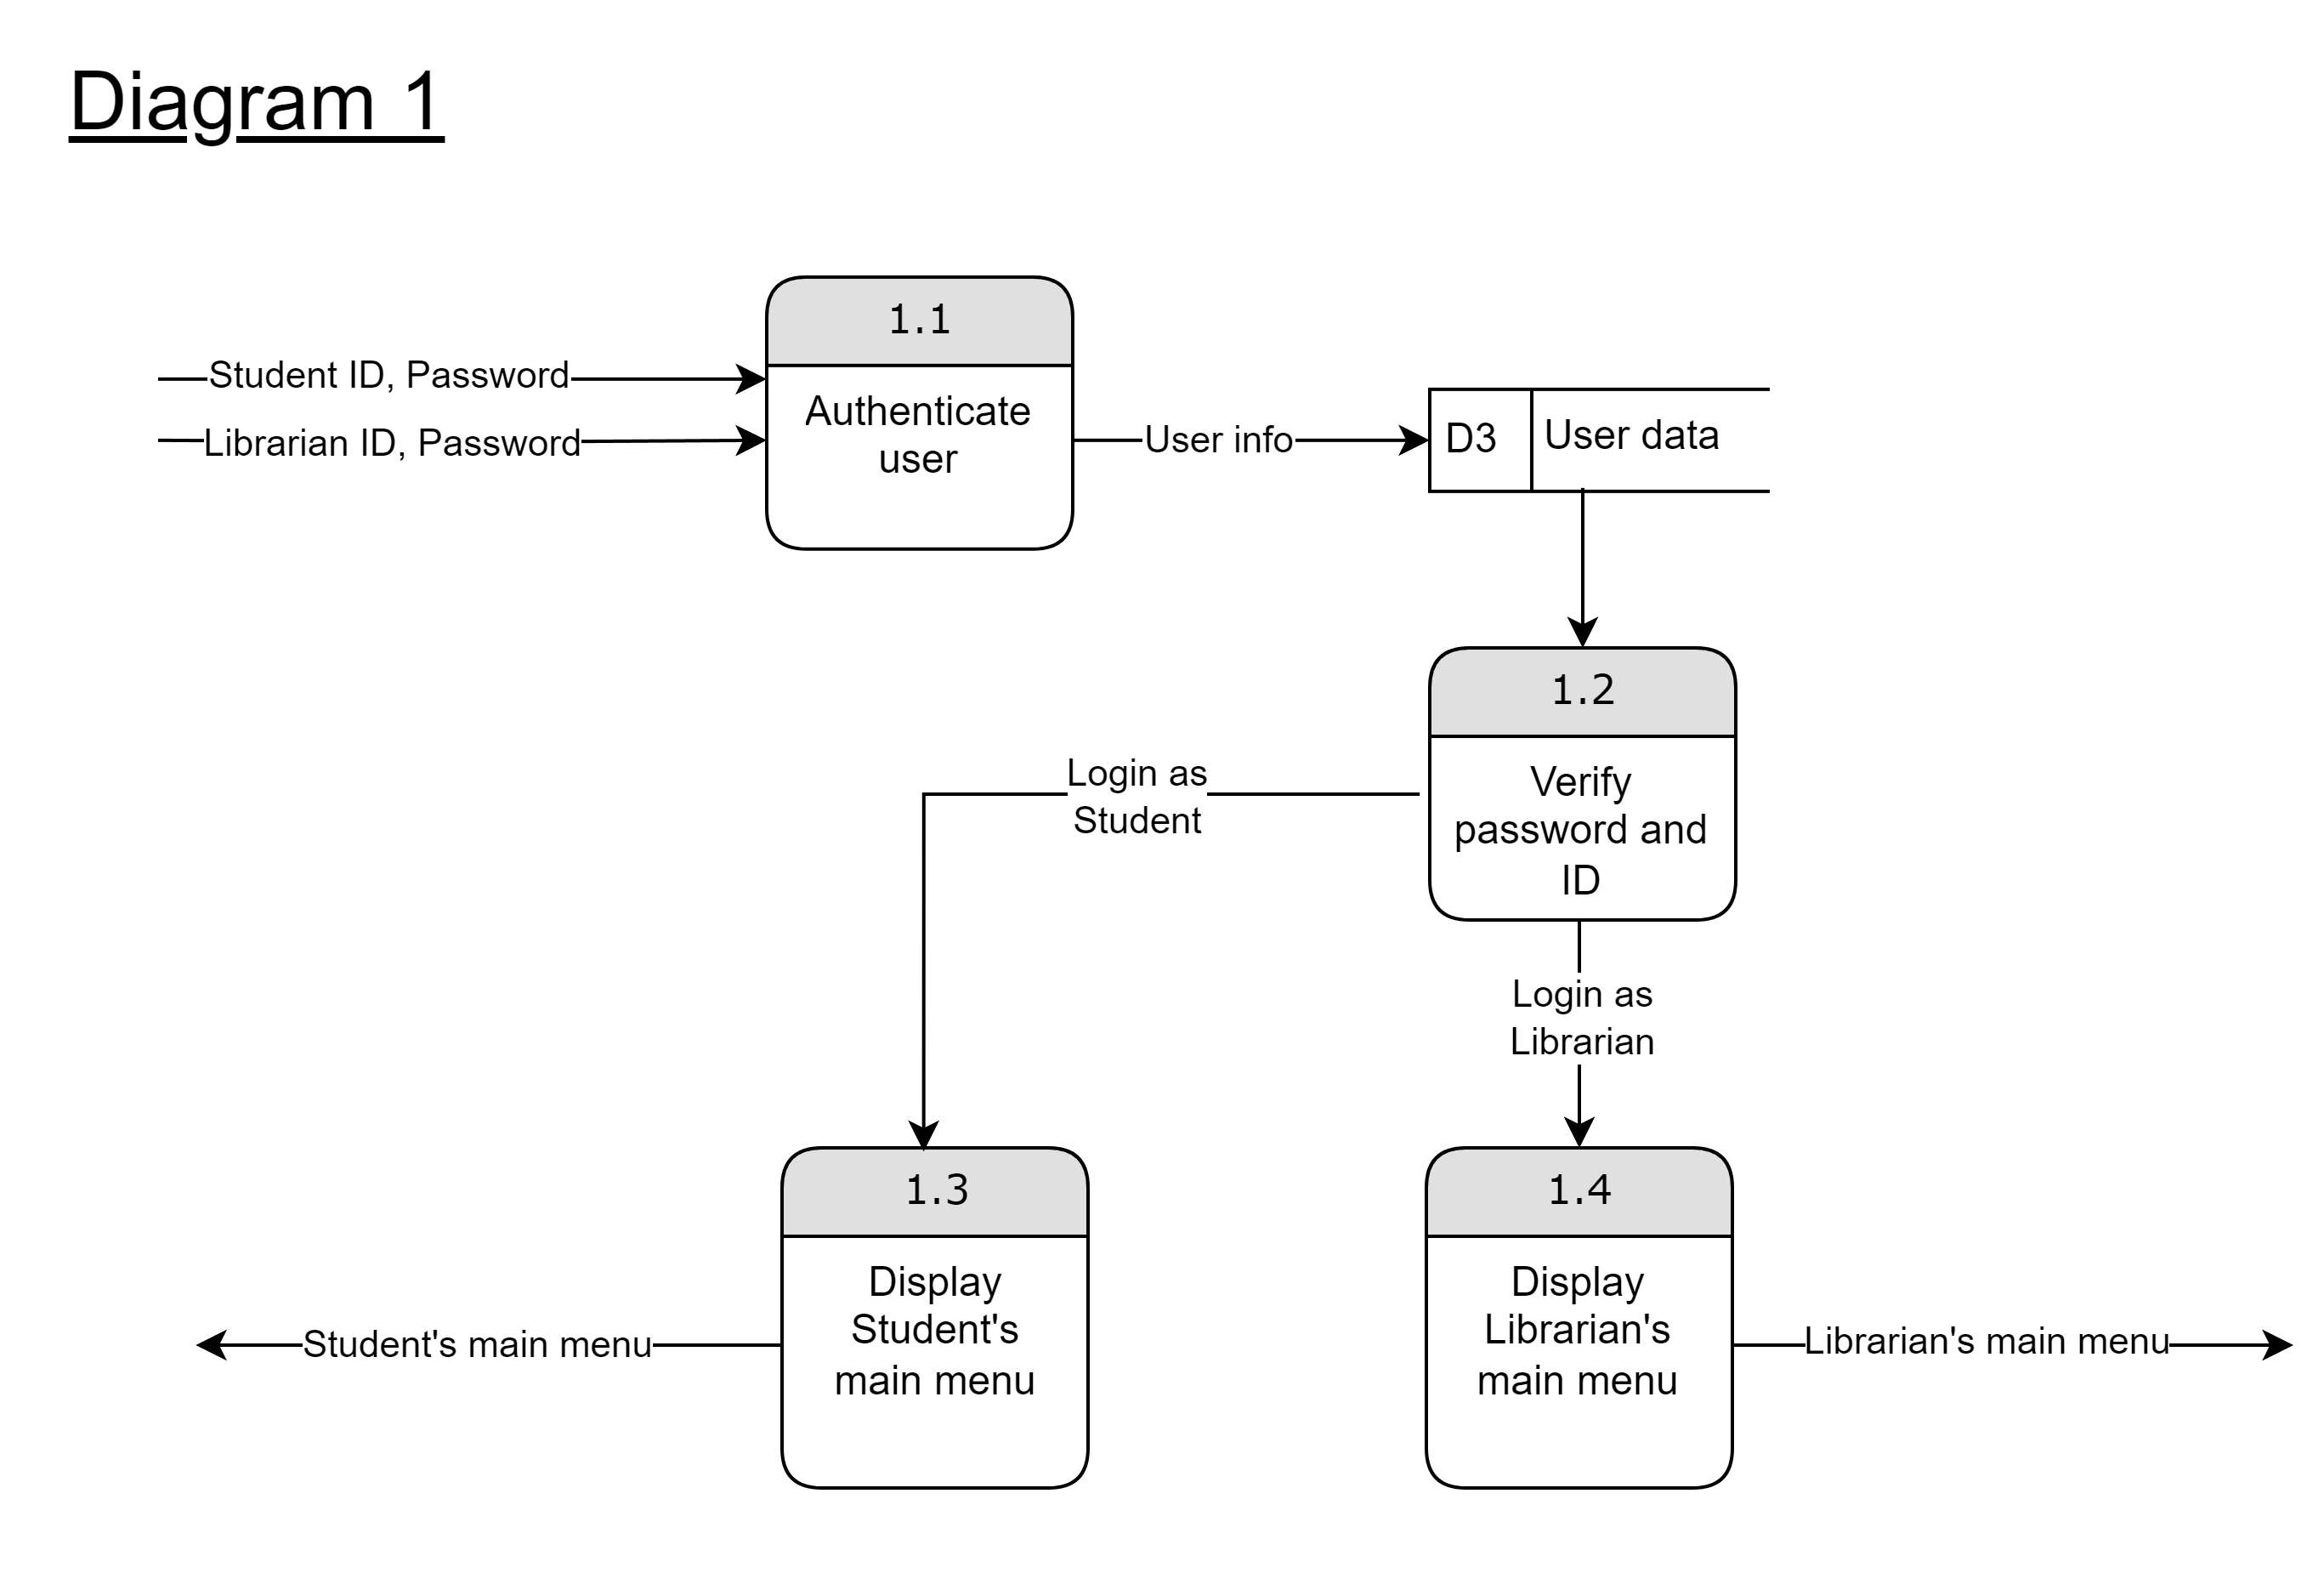 Diagram 1
1.1
Student ID, Password
Librarian ID, Password
Authenticate
user
User info
D3
User data
1.2
Verify
password and
ID
Login as
Student
Login as
Librarian
1.3
Display
Student's
main menu
Student's main menu
1.4
Display
Librarian's
main menu
Librarian's main menu